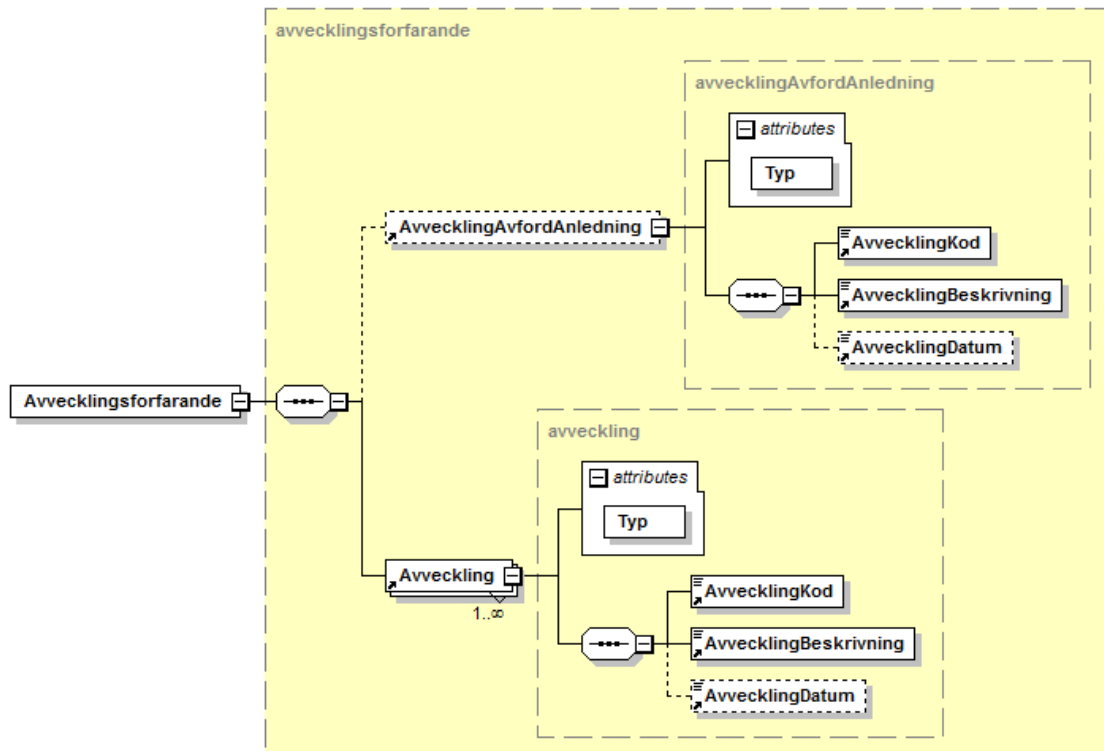 avvecklingsforfarande
avvecklingAvfordAnledning
attributes
Typ
AvvecklingAvfordAnledning
AvvecklingKod
AvvecklingBeskrivning
AvvecklingDatum
Avvecklingsforfarande
avveckling
attributes
Typ
Avveckling
1..∞
AvvecklingKod
AvvecklingBeskrivning
AvvecklingDatum